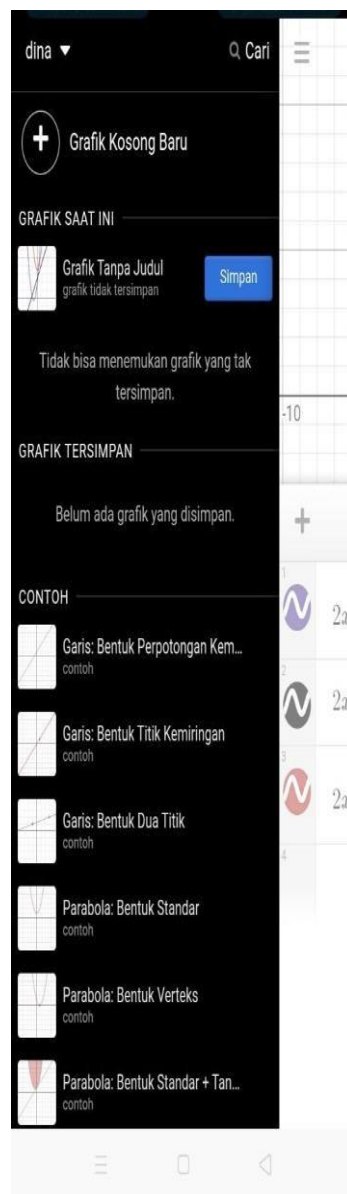 dina ▼ Cari
+ Grafik Kosong Baru
GRAFIK SAAT INI
Grafik Tanpa Judul
grafik tidak tersimpan
Simpan
Tidak bisa menemukan grafik yang tak
tersimpan.
GRAFIK TERSIMPAN
Belum ada grafik yang disimpan.
CONTOH
Garis: Bentuk Perpotongan Kem...
contoh
Garis: Bentuk Titik Kemiringan
contoh
Garis: Bentuk Dua Titik
contoh
Parabola: Bentuk Standar
contoh
Parabola: Bentuk Verteks
contoh
Parabola: Bentuk Standar + Tan...
contoh
-10
+
1
2x
2
2x
3
2x
4